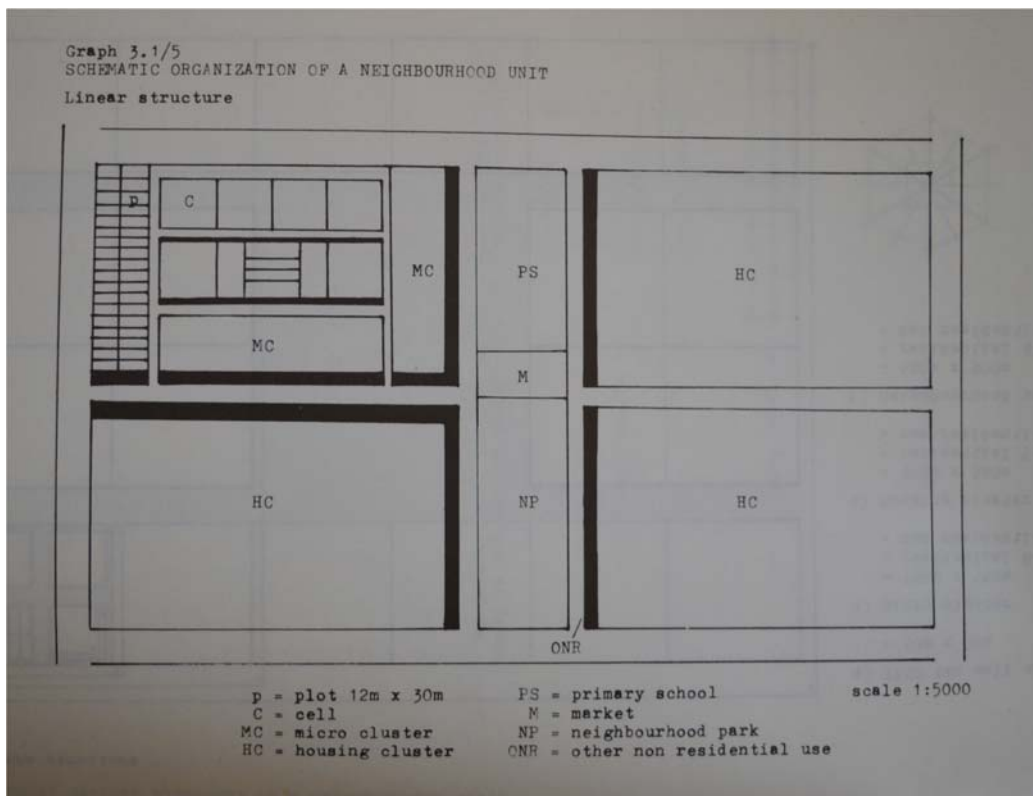 Graph 3.1/5
SCHEMATIC ORGANIZATION OF A NEIGHBOURHOOD UNIT
Linear structure
p
C
MC
PS
HC
MC
M
HC
NP
HC
ONR
p = plot 12m x 30m
C = cell
MC = micro cluster
HC = housing cluster
PS = primary school
M = market
NP = neighbourhood park
ONR = other non residential use
scale 1:5000